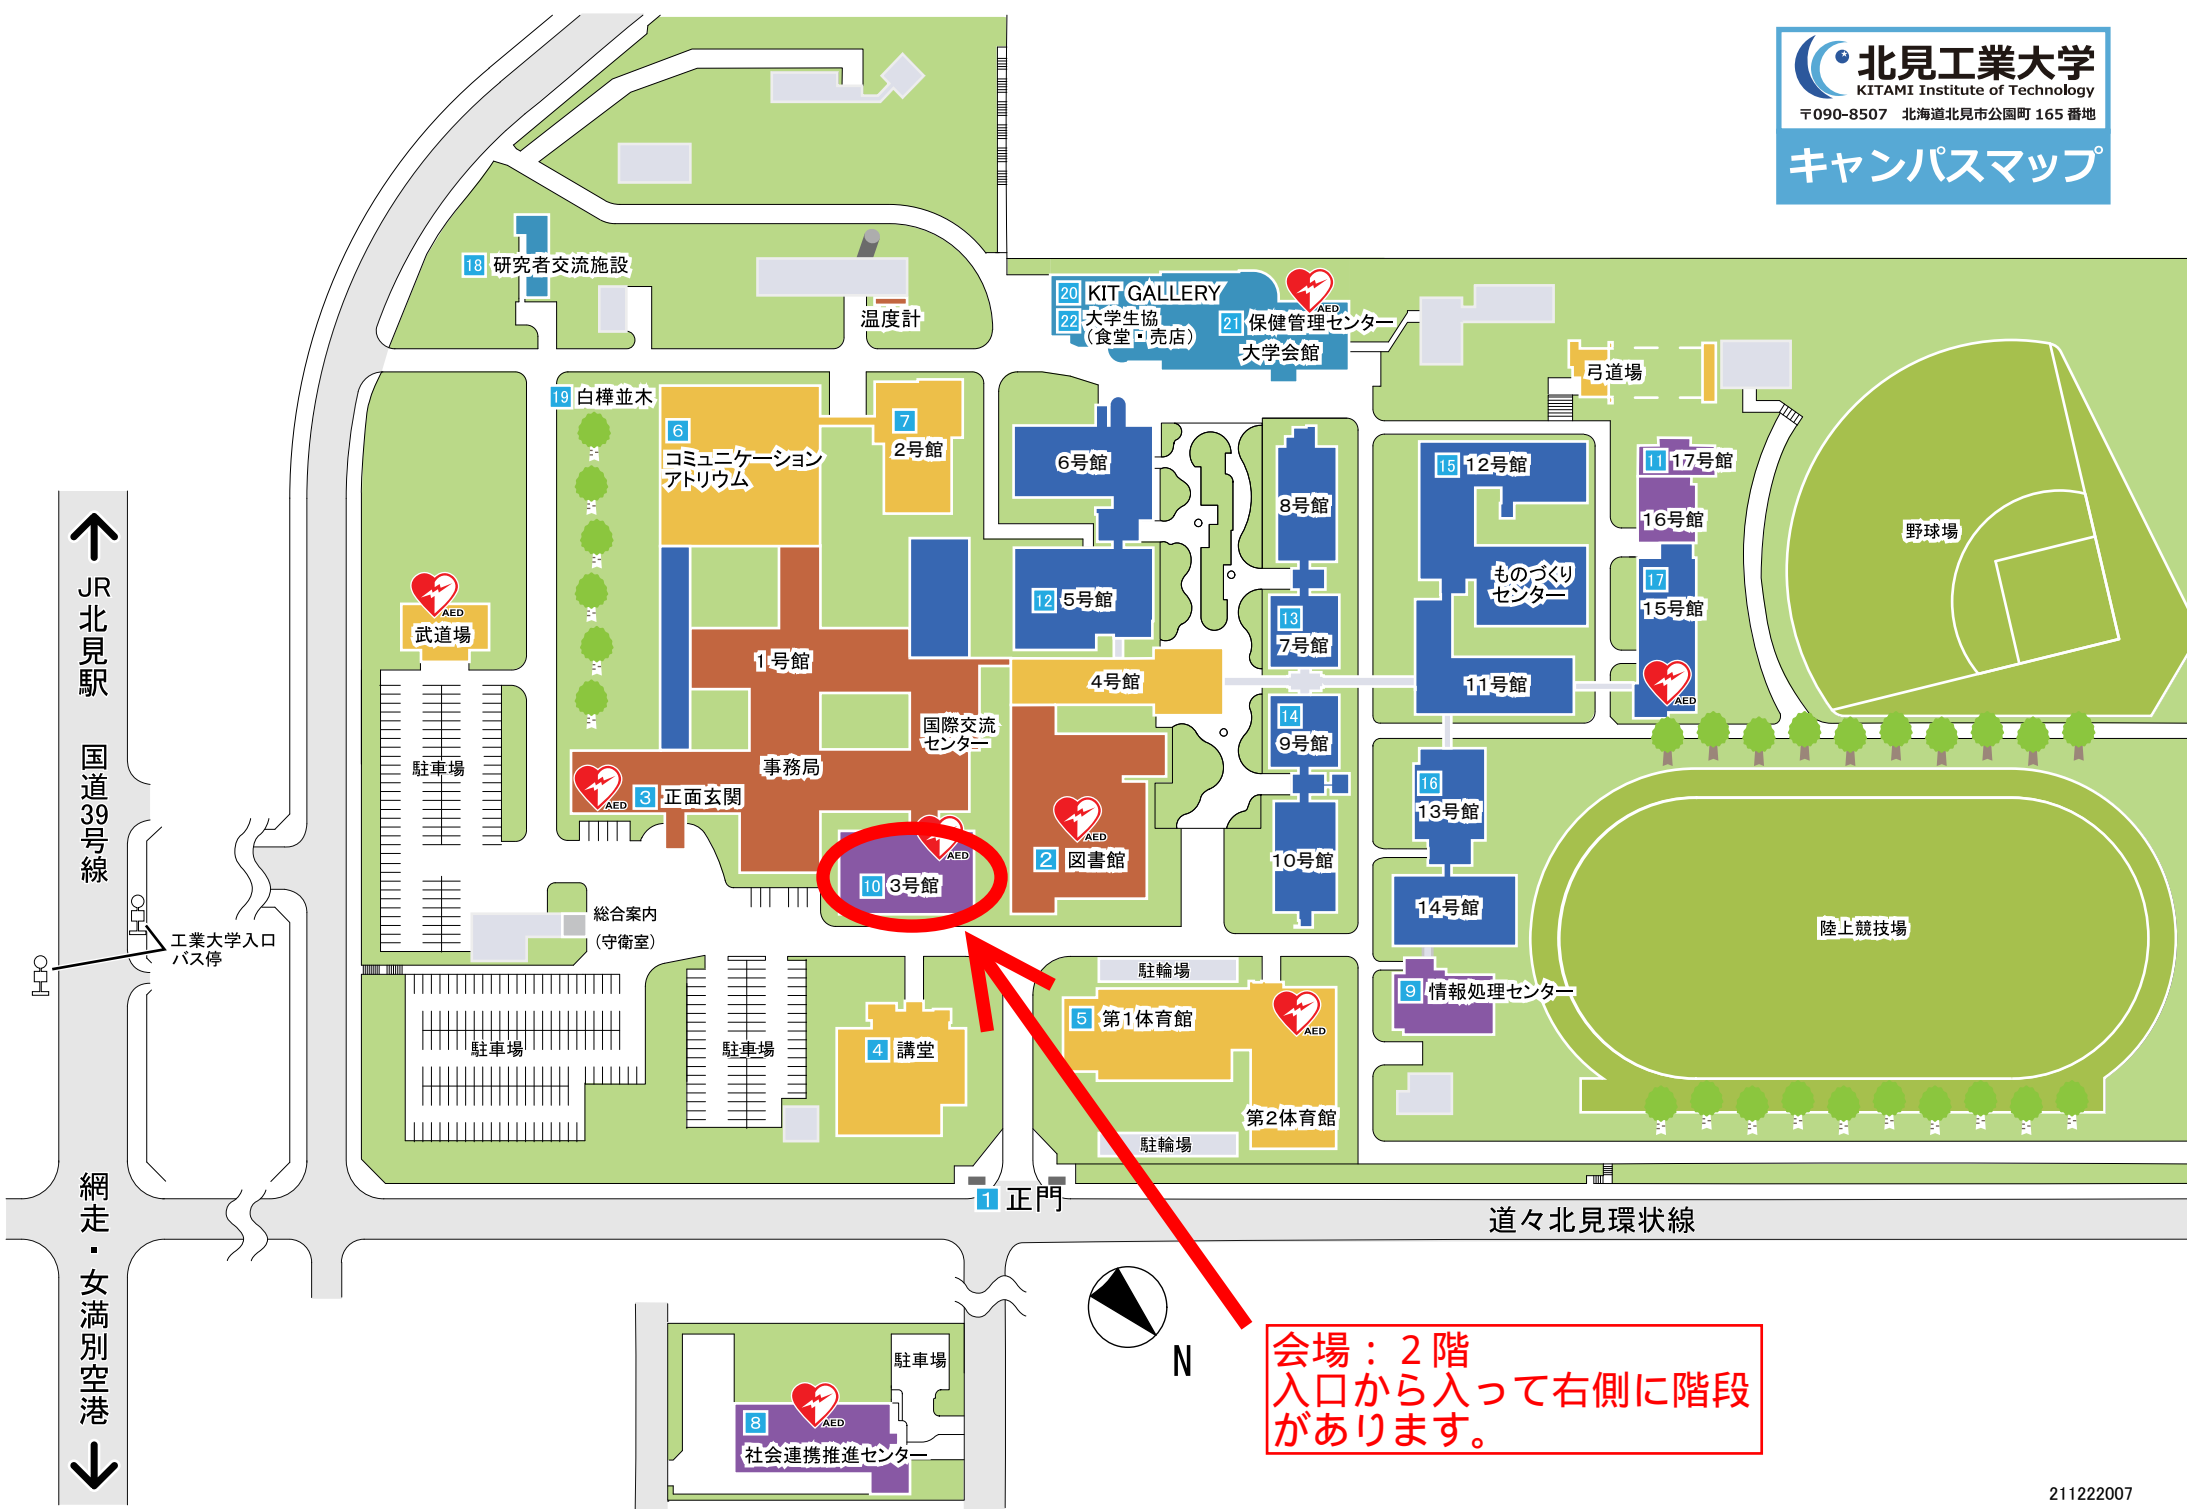 北見工業大学
KITAMI Institute of Technology
〒090-8507 北海道北見市公園町 165 番地
キャンパスマップ
18 研究者交流施設
温度計
20 KIT GALLERY
22 大学生協
(食堂・売店)
AED
21 保健管理センター
大学会館
弓道場
19 白樺並木
6
コミュニケーション
アトリウム
7
2号館
6号館
8号館
15 12号館
11 17号館
16号館
野球場
JR北見駅
国道39号線
AED
武道場
12 5号館
13
7号館
ものづくり
センター
17
15号館
AED
1号館
4号館
11号館
国際交流
センター
14
9号館
駐車場
事務局
AED
3 正面玄関
16
13号館
AED
10 3号館
AED
2 図書館
10号館
14号館
陸上競技場
総合案内
(守衛室)
工業大学入口
バス停
駐輪場
9 情報処理センター
5 第1体育館
AED
駐車場
駐車場
4 講堂
第2体育館
駐輪場
1 正門
道々北見環状線
網走・女満別空港
N
会場：２階
入口から入って右側に階段
があります。
駐車場
AED
8
社会連携推進センター
211222007